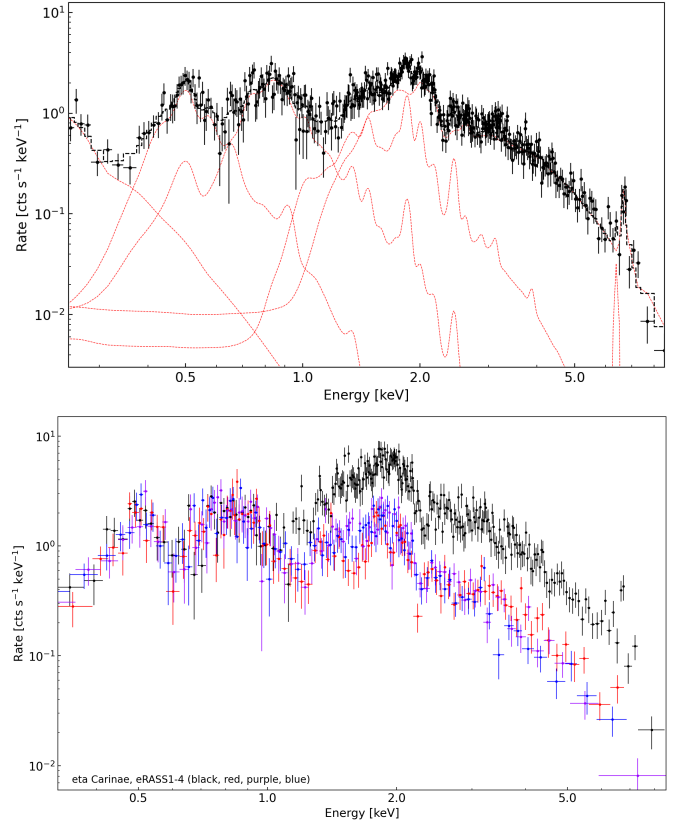 10¹
10⁰
10⁻¹
10⁻²
Rate [cts s⁻¹ keV⁻¹]
0.5 1.0 2.0 5.0
Energy [keV]
10¹
10⁰
10⁻¹
10⁻²
Rate [cts s⁻¹ keV⁻¹]
eta Carinae, eRASS1-4 (black, red, purple, blue)
0.5 1.0 2.0 5.0
Energy [keV]